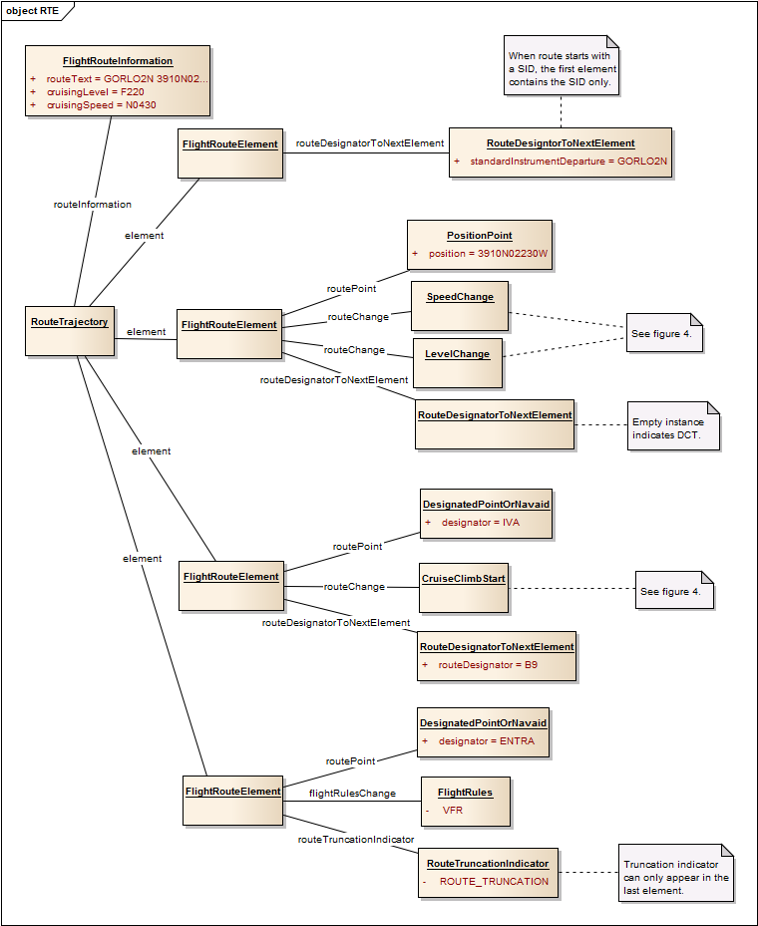 object RTE
FlightRouteInformation
+ routeText = GORLO2N 3910N02...
+ cruisingLevel = F220
+ cruisingSpeed = N0430
When route starts with
a SID, the first element
contains the SID only.
FlightRouteElement
routeDesignatorToNextElement
RouteDesigntorToNextElement
+ standardInstrumentDeparture = GORLO2N
routeInformation
element
PositionPoint
+ position = 3910N02230W
routePoint
SpeedChange
routeChange
RouteTrajectory
element
FlightRouteElement
See figure 4.
routeChange
LevelChange
routeDesignatorToNextElement
RouteDesignatorToNextElement
Empty instance
indicates DCT.
element
DesignatedPointOrNavaid
+ designator = IVA
routePoint
element
FlightRouteElement
routeChange
CruiseClimbStart
See figure 4.
routeDesignatorToNextElement
RouteDesignatorToNextElement
+ routeDesignator = B9
DesignatedPointOrNavaid
+ designator = ENTRA
routePoint
FlightRouteElement
flightRulesChange
FlightRules
- VFR
routeTruncationIndicator
RouteTruncationIndicator
- ROUTE_TRUNCATION
Truncation indicator
can only appear in the
last element.